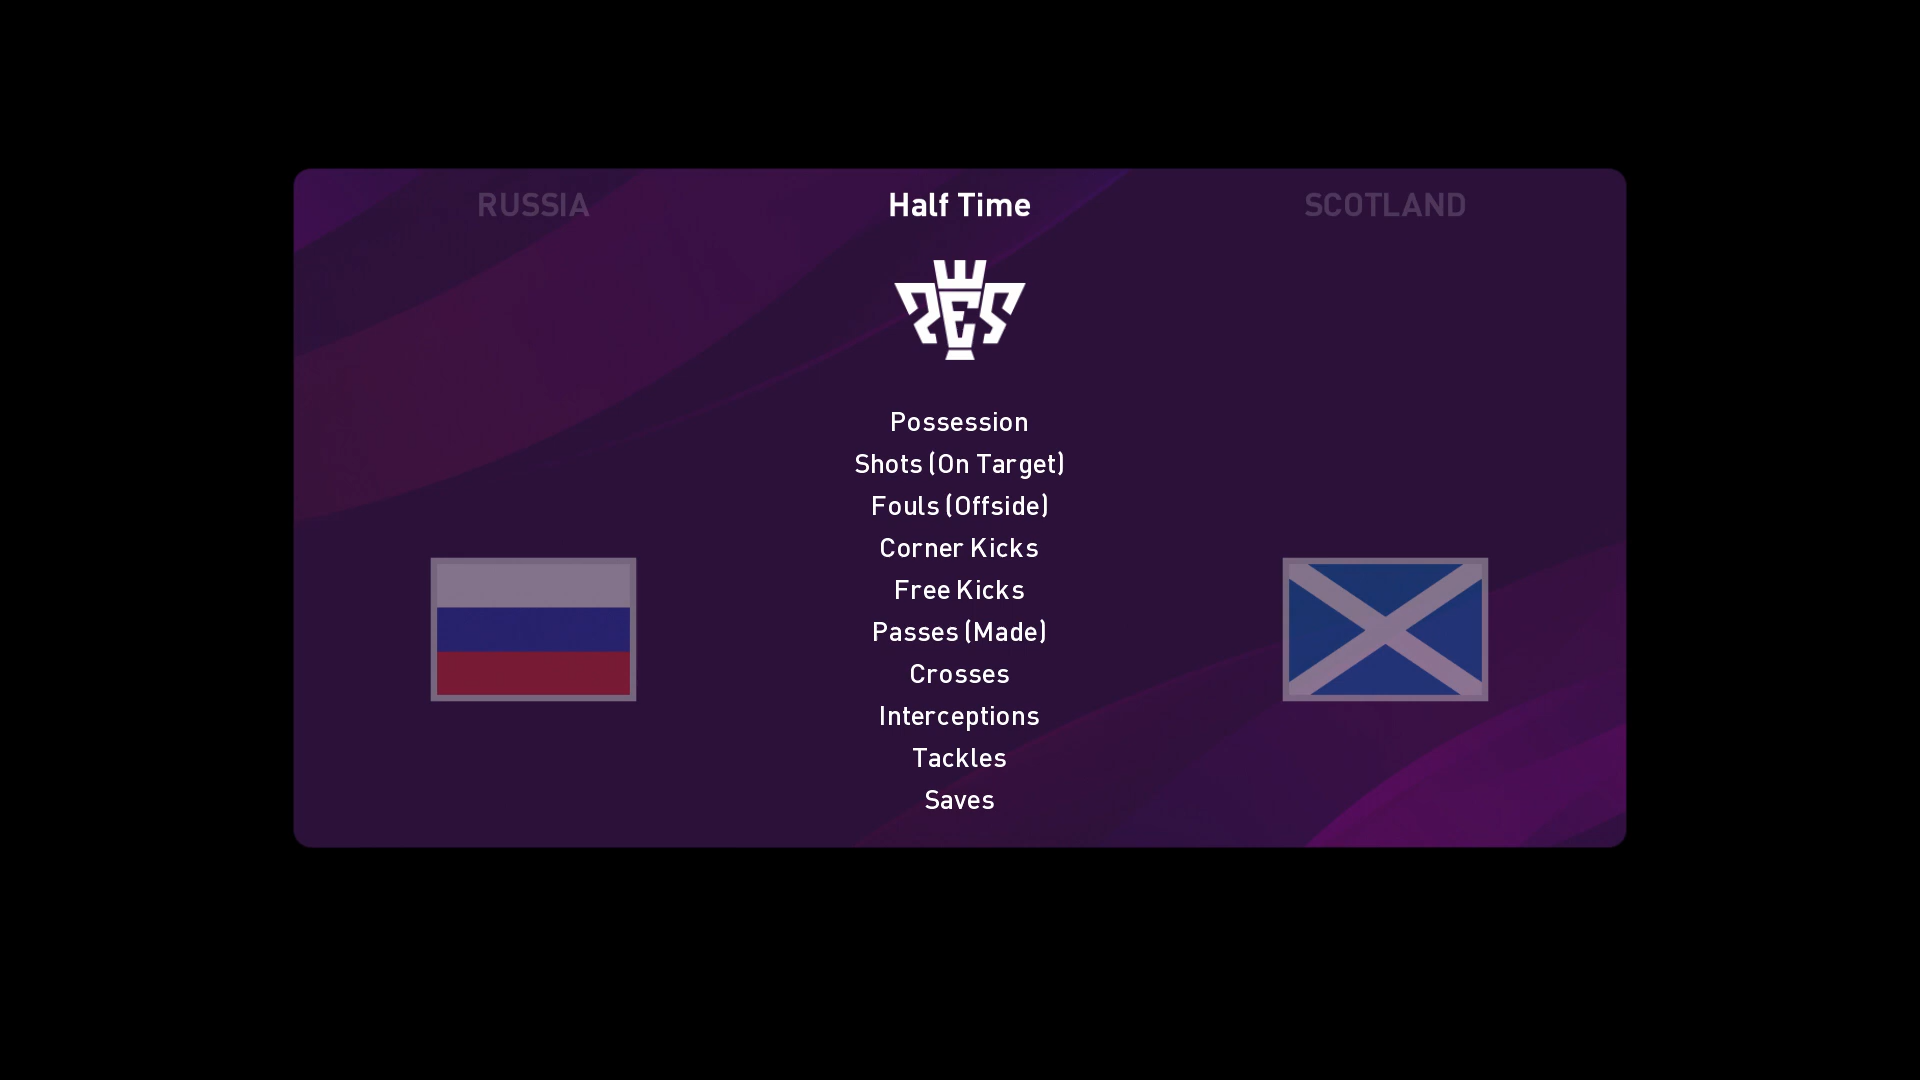 RUSSIA
Half Time
SCOTLAND
PES
Possession
Shots (On Target)
Fouls (Offside)
Corner Kicks
Free Kicks
Passes (Made)
Crosses
Interceptions
Tackles
Saves